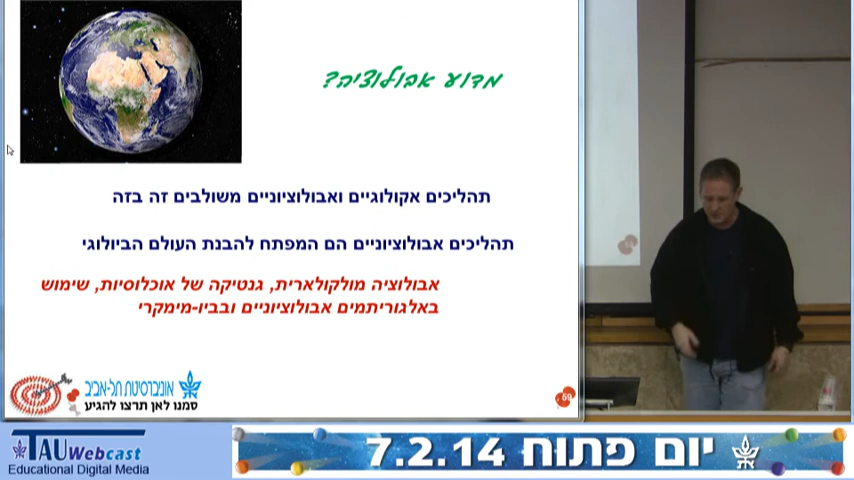 מדוע אבולוציה?
תהליכים אקולוגיים ואבולוציוניים משולבים זה בזה
תהליכים אבולוציוניים הם המפתח להבנת העולם הביולוגי
אבולוציה מולקולארית, גנטיקה של אוכלוסיות, שימוש
באלגוריתמים אבולוציוניים ובביו-מימקרי
אוניברסיטת תל-אביב
סמנו לאן תרצו להגיע
59
TAU Webcast
Educational Digital Media
יום פתוח 7.2.14